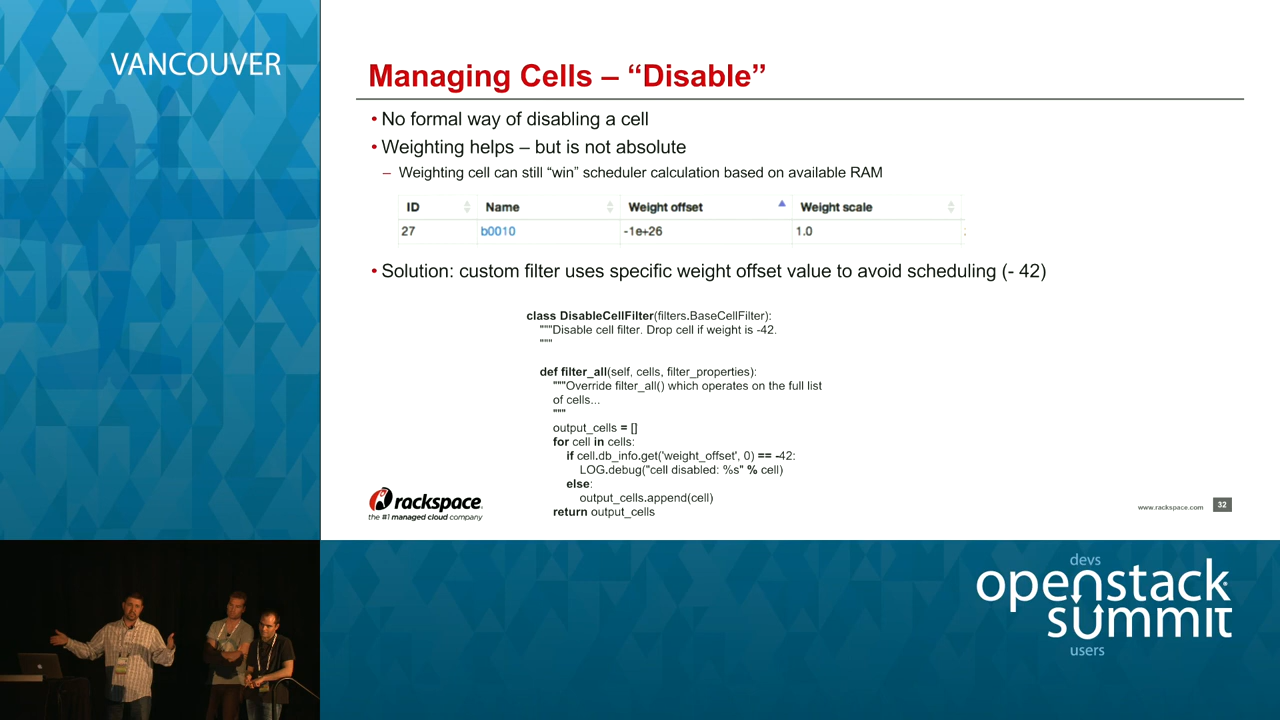 VANCOUVER
Managing Cells – “Disable”
• No formal way of disabling a cell
• Weighting helps – but is not absolute
– Weighting cell can still “win” scheduler calculation based on available RAM
ID Name Weight offset Weight scale
27 b0010 -1e+26 1.0
• Solution: custom filter uses specific weight offset value to avoid scheduling (- 42)
class DisableCellFilter(filters.BaseCellFilter):
"""Disable cell filter. Drop cell if weight is -42.
"""
def filter_all(self, cells, filter_properties):
"""Override filter_all() which operates on the full list
of cells...
"""
output_cells = []
for cell in cells:
if cell.db_info.get('weight_offset', 0) == -42:
LOG.debug("cell disabled: %s" % cell)
else:
output_cells.append(cell)
return output_cells
rackspace
the #1 managed cloud company
www.rackspace.com 32
devs
openstack
summit
users